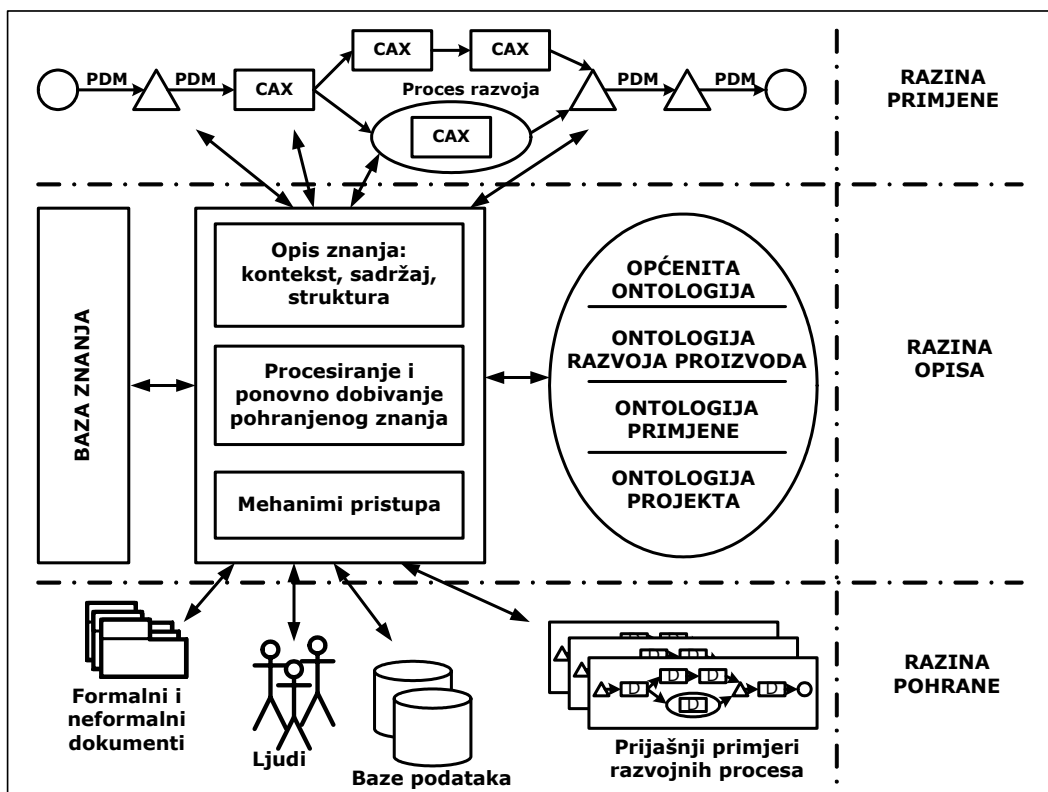 CAX
CAX
PDM
PDM
CAX
PDM
PDM
Proces razvoja
CAX
RAZINA
PRIMJENE
BAZA ZNANJA
Opis znanja:
kontekst, sadržaj,
struktura
Procesiranje i
ponovno dobivanje
pohranjenog znanja
Mehanimi pristupa
OPĆENITA
ONTOLOGIJA
ONTOLOGIJA
RAZVOJA PROIZVODA
ONTOLOGIJA
PRIMJENE
ONTOLOGIJA
PROJEKTA
RAZINA
OPISA
Formalni i
neformalni
dokumenti
Ljudi
Baze podataka
D
D
D
D
D
D
Prijašnji primjeri
razvojnih procesa
RAZINA
POHRANE